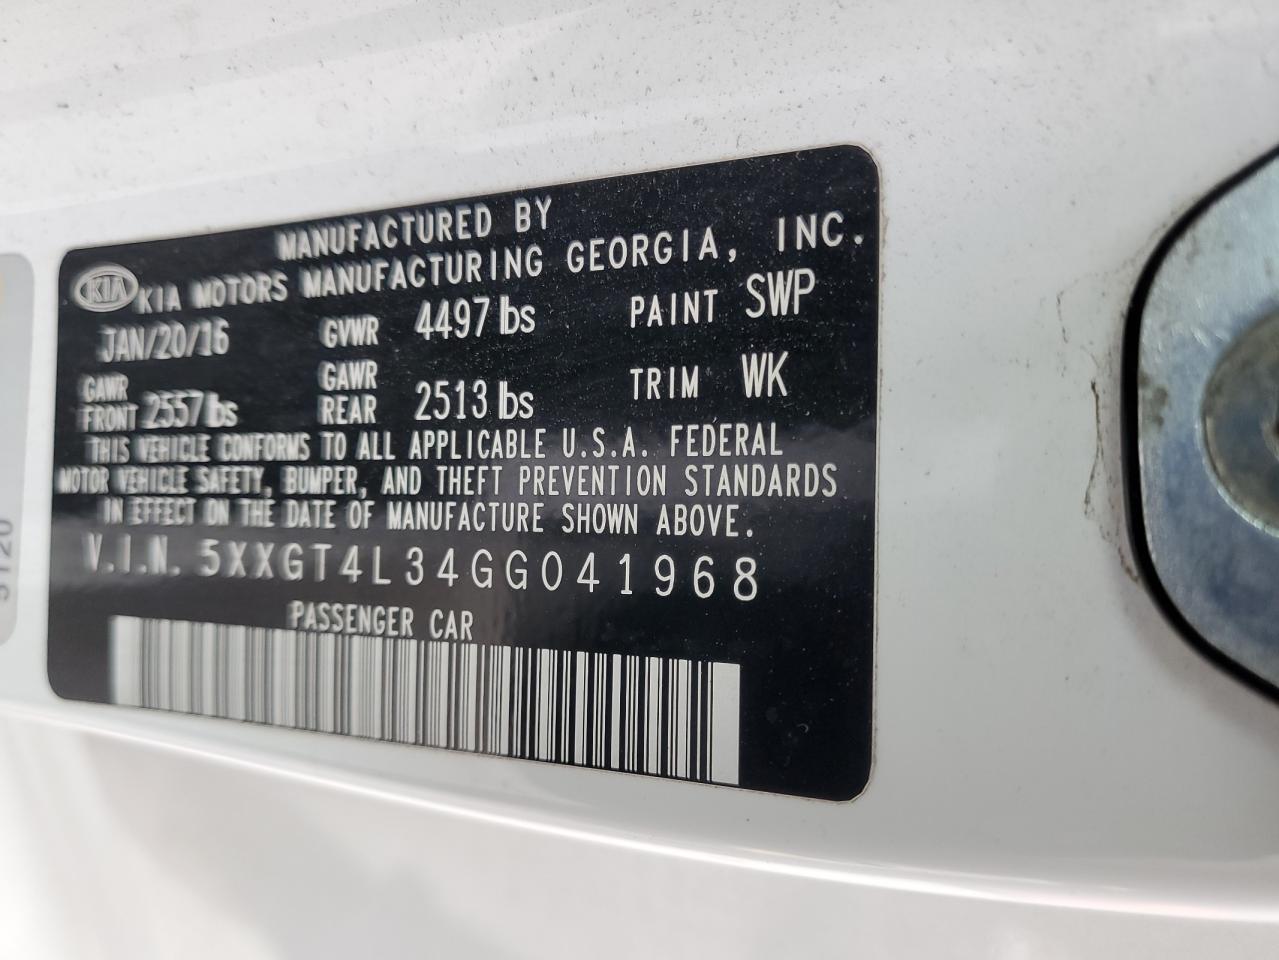 MANUFACTURED BY
KIA KIA MOTORS MANUFACTURING GEORGIA, INC.
JAN/20/16 GVWR 4497 lbs PAINT SWP
GAWR FRONT 2557 lbs GAWR REAR 2513 lbs TRIM WK
THIS VEHICLE CONFORMS TO ALL APPLICABLE U.S.A. FEDERAL
MOTOR VEHICLE SAFETY, BUMPER, AND THEFT PREVENTION STANDARDS
IN EFFECT ON THE DATE OF MANUFACTURE SHOWN ABOVE.
V.I.N. 5XXGT4L34GG041968
PASSENGER CAR
5120